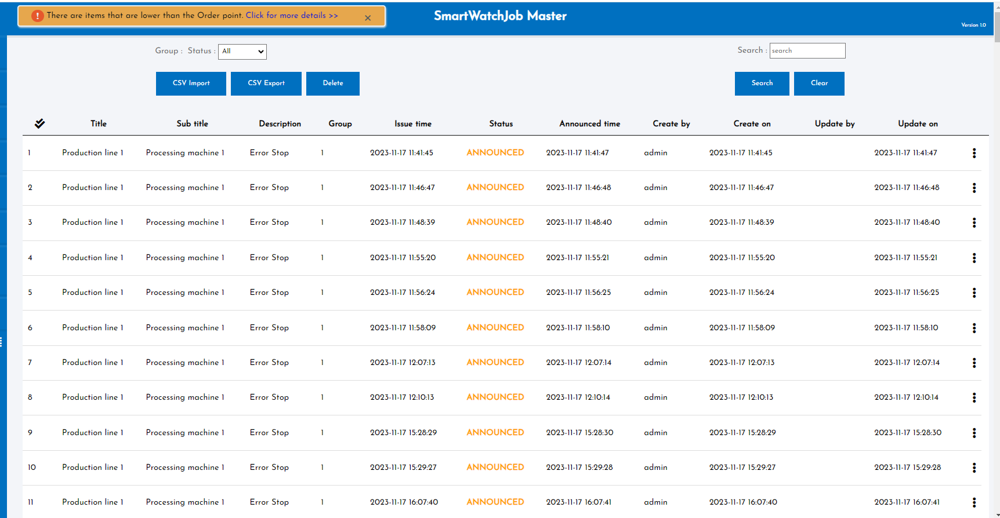 There are items that are lower than the Order point. Click for more details >>
SmartWatchJob Master
Version 1.0
Group : Status : All
Search : search
CSV Import CSV Export Delete Search Clear
Title Sub title Description Group Issue time Status Announced time Create by Create on Update by Update on
1 Production line 1 Processing machine 1 Error Stop 1 2023-11-17 11:41:45 ANNOUNCED 2023-11-17 11:41:47 admin 2023-11-17 11:41:45 2023-11-17 11:41:47
2 Production line 1 Processing machine 1 Error Stop 1 2023-11-17 11:46:47 ANNOUNCED 2023-11-17 11:46:48 admin 2023-11-17 11:46:47 2023-11-17 11:46:48
3 Production line 1 Processing machine 1 Error Stop 1 2023-11-17 11:48:39 ANNOUNCED 2023-11-17 11:48:40 admin 2023-11-17 11:48:39 2023-11-17 11:48:40
4 Production line 1 Processing machine 1 Error Stop 1 2023-11-17 11:55:20 ANNOUNCED 2023-11-17 11:55:21 admin 2023-11-17 11:55:20 2023-11-17 11:55:21
5 Production line 1 Processing machine 1 Error Stop 1 2023-11-17 11:56:24 ANNOUNCED 2023-11-17 11:56:25 admin 2023-11-17 11:56:24 2023-11-17 11:56:25
6 Production line 1 Processing machine 1 Error Stop 1 2023-11-17 11:58:09 ANNOUNCED 2023-11-17 11:58:10 admin 2023-11-17 11:58:09 2023-11-17 11:58:10
7 Production line 1 Processing machine 1 Error Stop 1 2023-11-17 12:07:13 ANNOUNCED 2023-11-17 12:07:14 admin 2023-11-17 12:07:13 2023-11-17 12:07:14
8 Production line 1 Processing machine 1 Error Stop 1 2023-11-17 12:10:13 ANNOUNCED 2023-11-17 12:10:14 admin 2023-11-17 12:10:13 2023-11-17 12:10:14
9 Production line 1 Processing machine 1 Error Stop 1 2023-11-17 15:28:29 ANNOUNCED 2023-11-17 15:28:30 admin 2023-11-17 15:28:29 2023-11-17 15:28:30
10 Production line 1 Processing machine 1 Error Stop 1 2023-11-17 15:29:27 ANNOUNCED 2023-11-17 15:29:28 admin 2023-11-17 15:29:27 2023-11-17 15:29:28
11 Production line 1 Processing machine 1 Error Stop 1 2023-11-17 16:07:40 ANNOUNCED 2023-11-17 16:07:41 admin 2023-11-17 16:07:40 2023-11-17 16:07:41